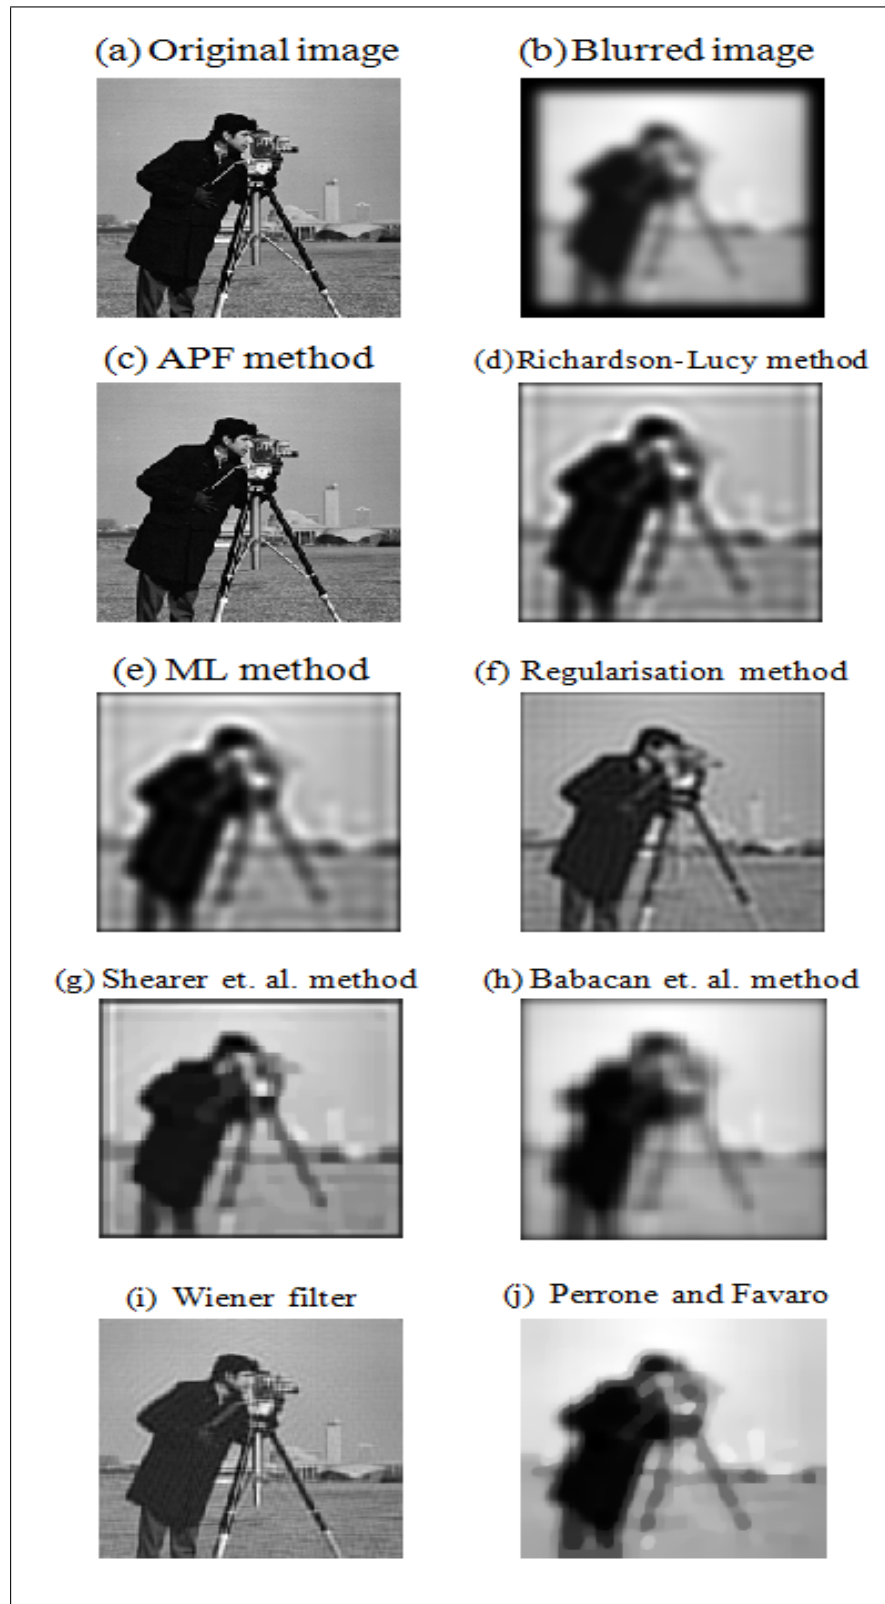 (a) Original image
(b) Blurred image
(c) APF method
(d) Richardson-Lucy method
(e) ML method
(f) Regularisation method
(g) Shearer et. al. method
(h) Babacan et. al. method
(i) Wiener filter
(j) Perrone and Favaro